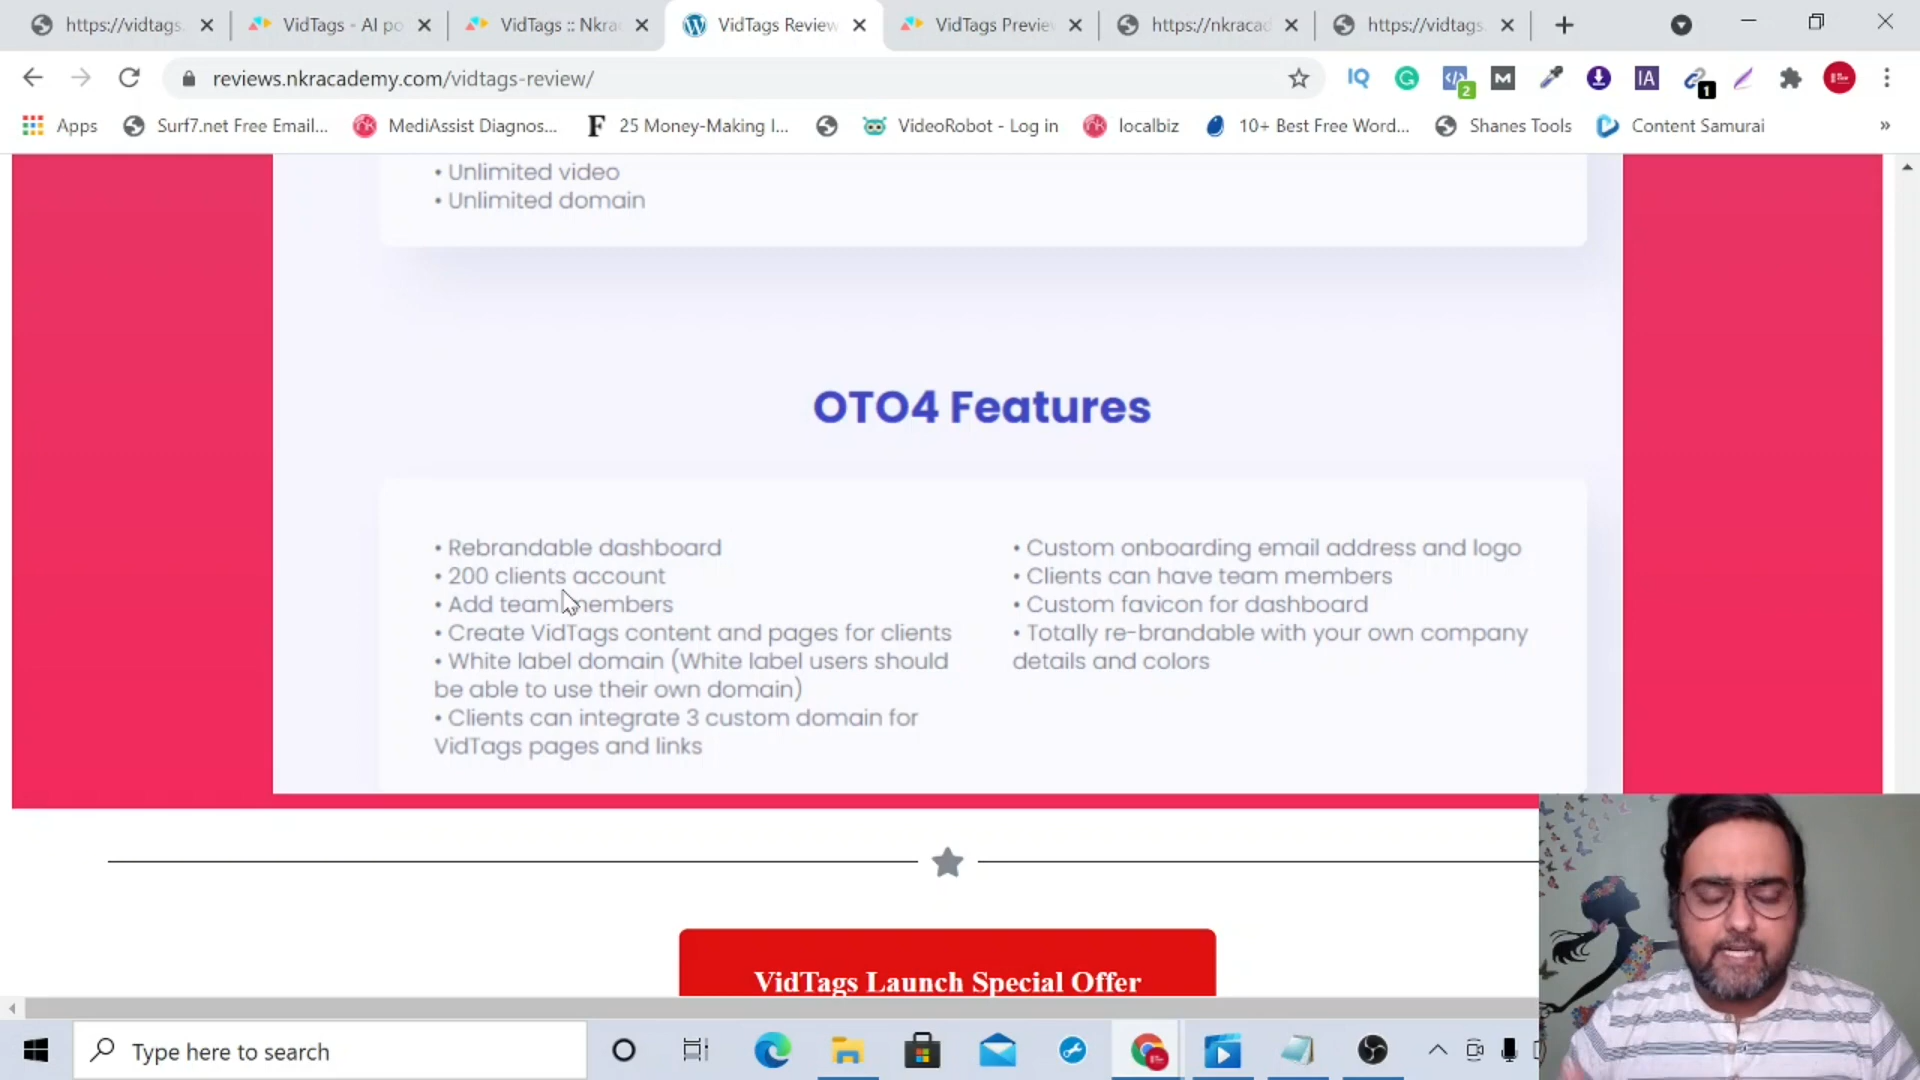 https://vidtags.
VidTags - AI po
VidTags :: Nkra
VidTags Review
VidTags Previe
https://nkracad
https://vidtags.
reviews.nkracademy.com/vidtags-review/
IQ
2
M
IA
1
Apps
Surf7.net Free Email...
MediAssist Diagnos...
F
25 Money-Making I...
VideoRobot - Log in
localbiz
10+ Best Free Word...
Shanes Tools
Content Samurai
»
• Unlimited video
• Unlimited domain
OTO4 Features
• Rebrandable dashboard
• 200 clients account
• Add team members
• Create VidTags content and pages for clients
• White label domain (White label users should
be able to use their own domain)
• Clients can integrate 3 custom domain for
VidTags pages and links
• Custom onboarding email address and logo
• Clients can have team members
• Custom favicon for dashboard
• Totally re-brandable with your own company
details and colors
VidTags Launch Special Offer
Type here to search